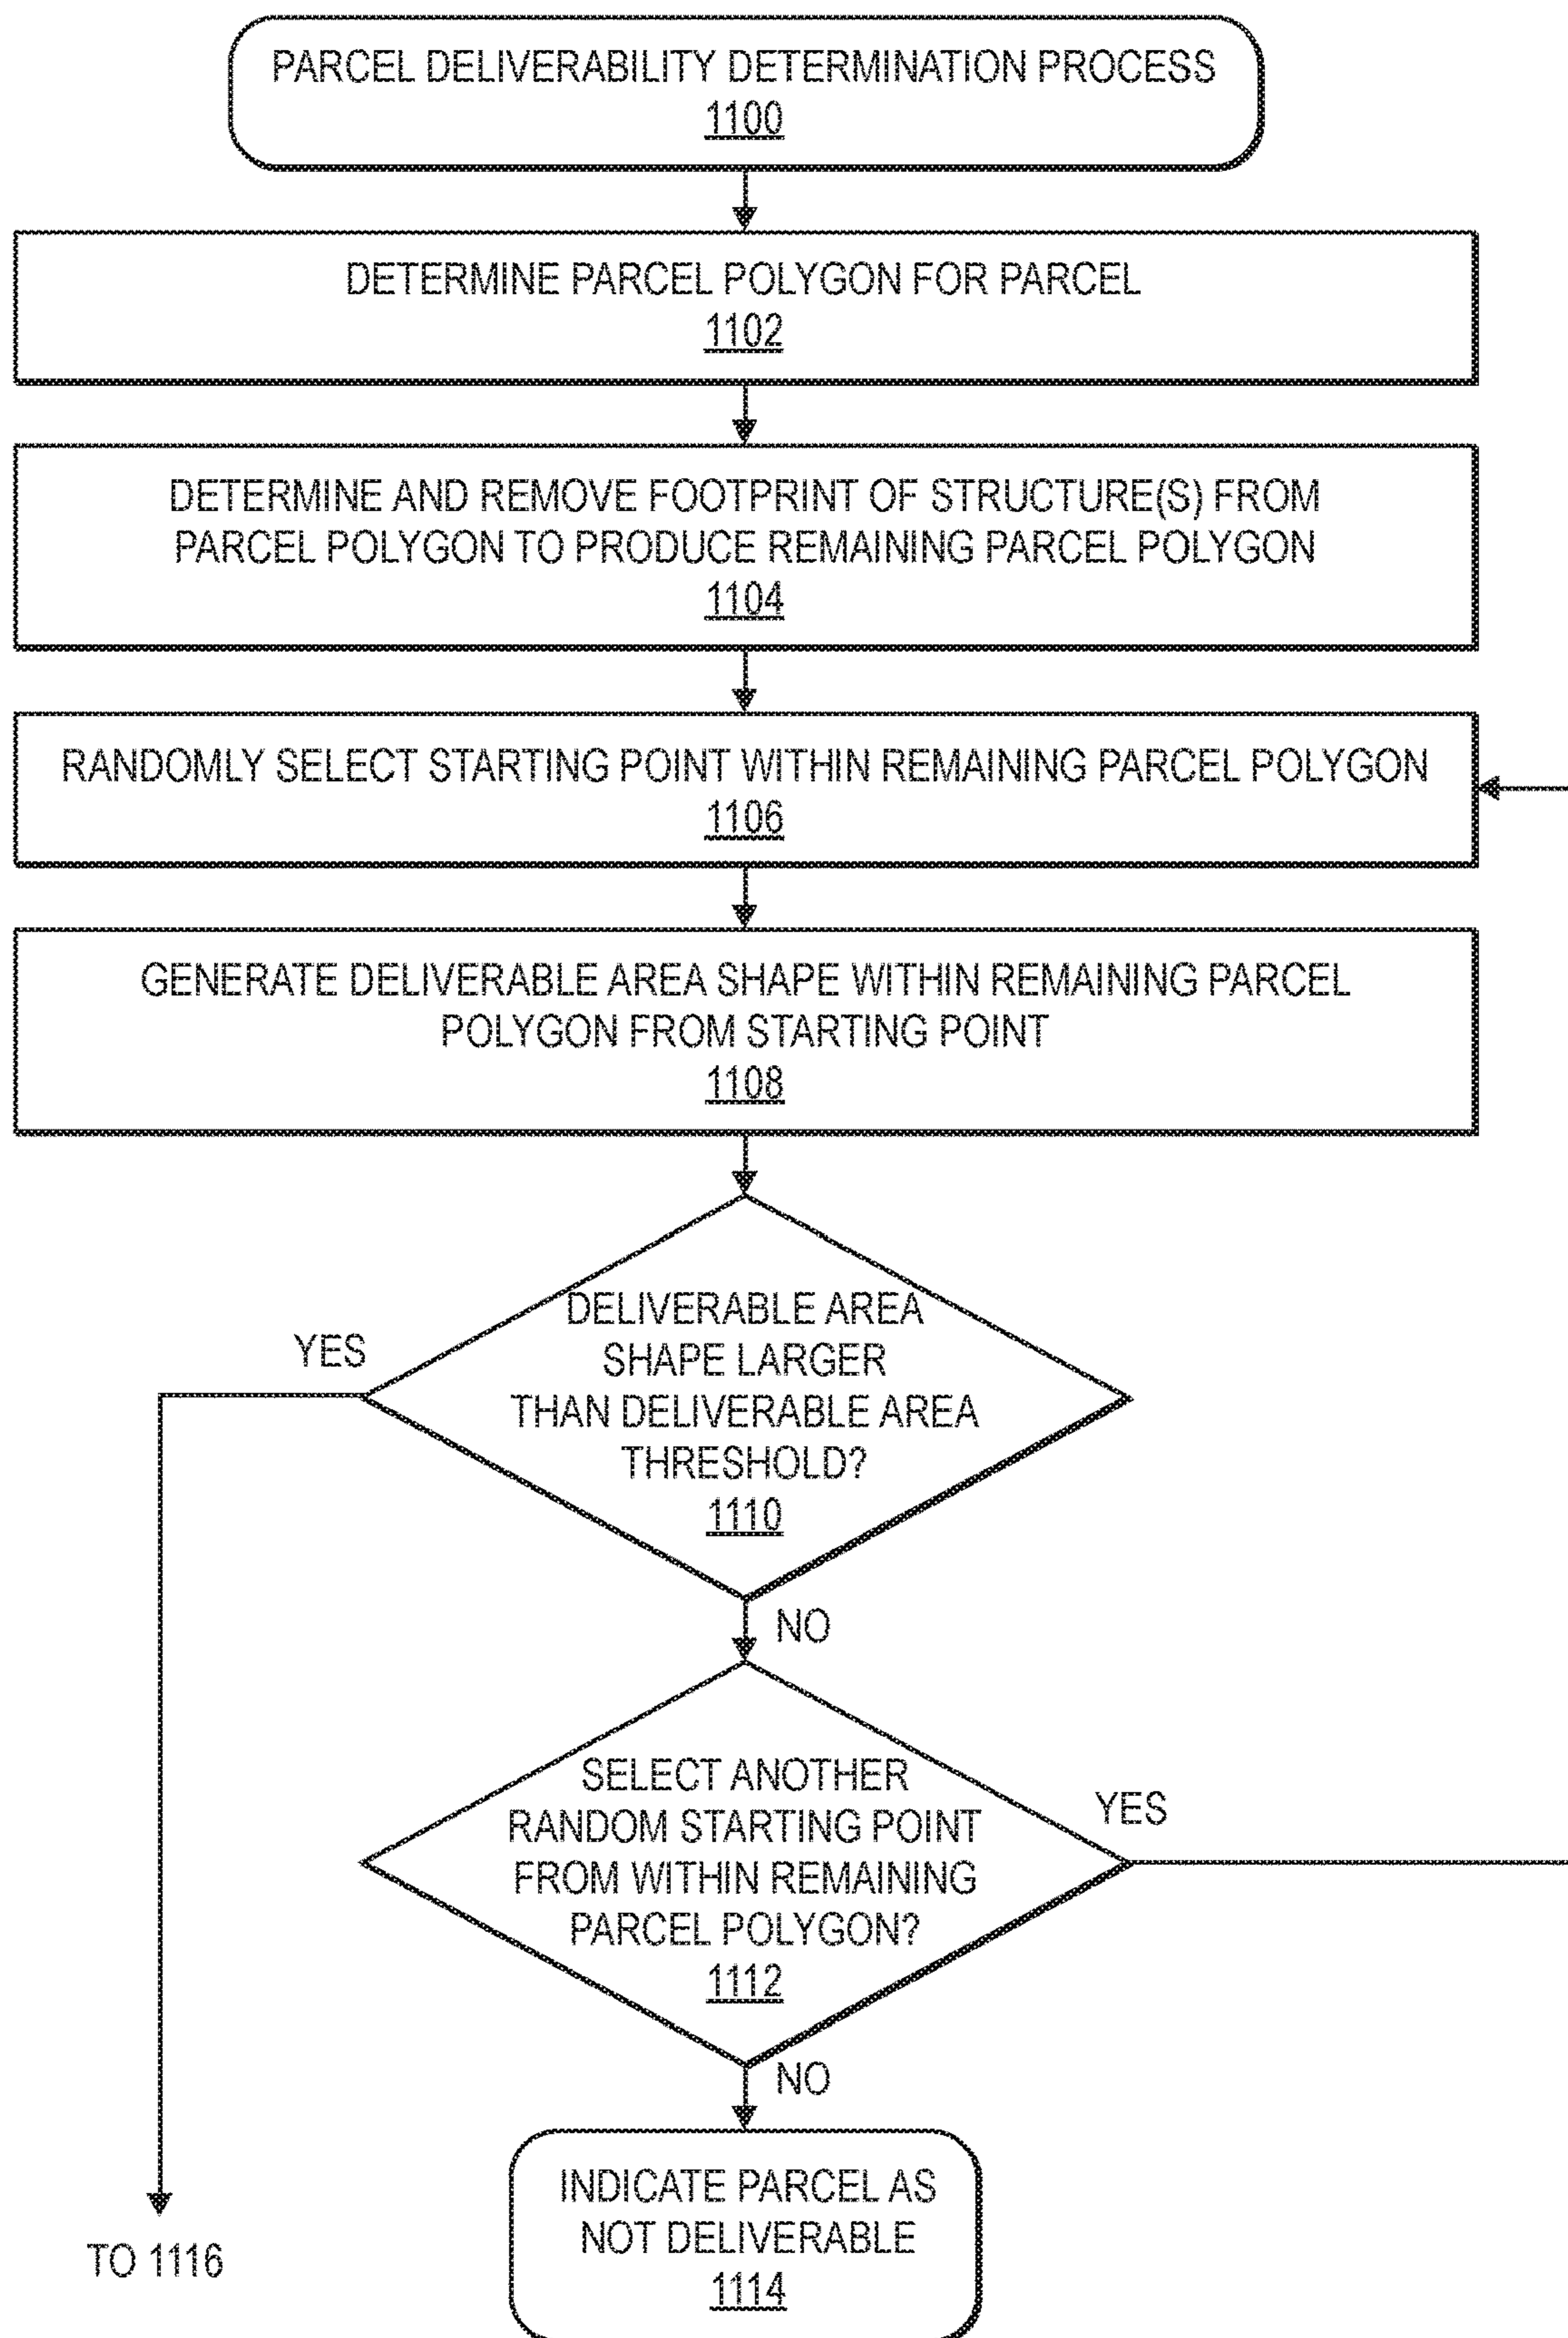 PARCEL DELIVERABILITY DETERMINATION PROCESS
1100
DETERMINE PARCEL POLYGON FOR PARCEL
1102
DETERMINE AND REMOVE FOOTPRINT OF STRUCTURE(S) FROM
PARCEL POLYGON TO PRODUCE REMAINING PARCEL POLYGON
1104
RANDOMLY SELECT STARTING POINT WITHIN REMAINING PARCEL POLYGON
1106
GENERATE DELIVERABLE AREA SHAPE WITHIN REMAINING PARCEL
POLYGON FROM STARTING POINT
1108
DELIVERABLE AREA
SHAPE LARGER
THAN DELIVERABLE AREA
THRESHOLD?
1110
YES
NO
SELECT ANOTHER
RANDOM STARTING POINT
FROM WITHIN REMAINING
PARCEL POLYGON?
1112
YES
NO
INDICATE PARCEL AS
NOT DELIVERABLE
1114
TO 1116